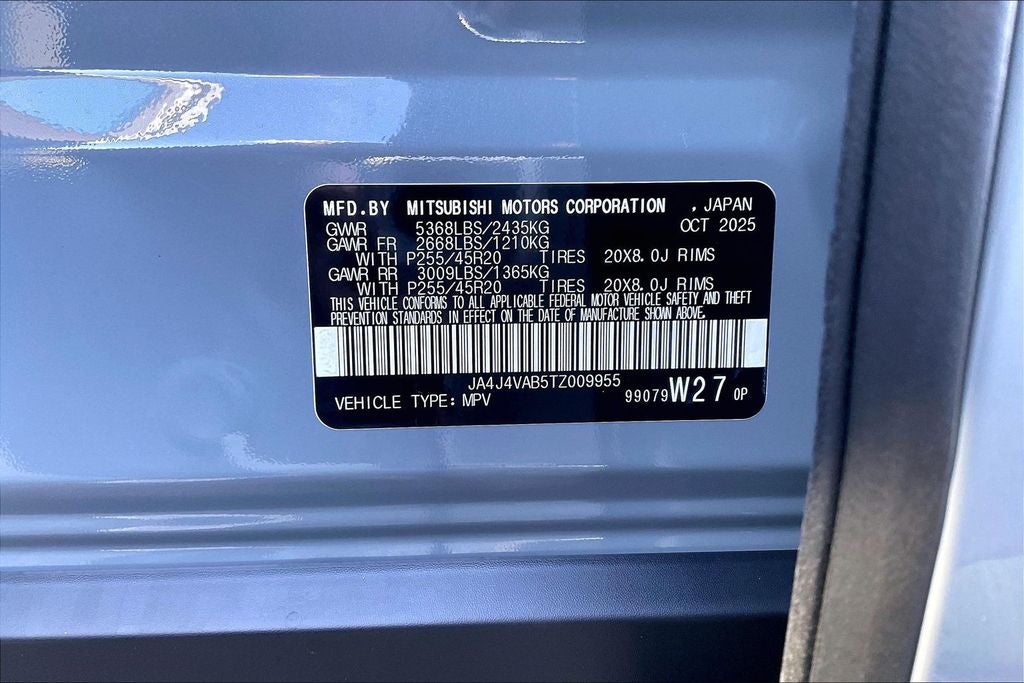 MFD.BY MITSUBISHI MOTORS CORPORATION , JAPAN
GVWR 5368LBS/2435KG OCT 2025
GAWR FR 2668LBS/1210KG
WITH P255/45R20 TIRES 20X8.0J RIMS
GAWR RR 3009LBS/1365KG
WITH P255/45R20 TIRES 20X8.0J RIMS
THIS VEHICLE CONFORMS TO ALL APPLICABLE FEDERAL MOTOR VEHICLE SAFETY AND THEFT
PREVENTION STANDARDS IN EFFECT ON THE DATE OF MANUFACTURE SHOWN ABOVE.
JA4J4VAB5TZ009955
VEHICLE TYPE: MPV 99079 W27 0P